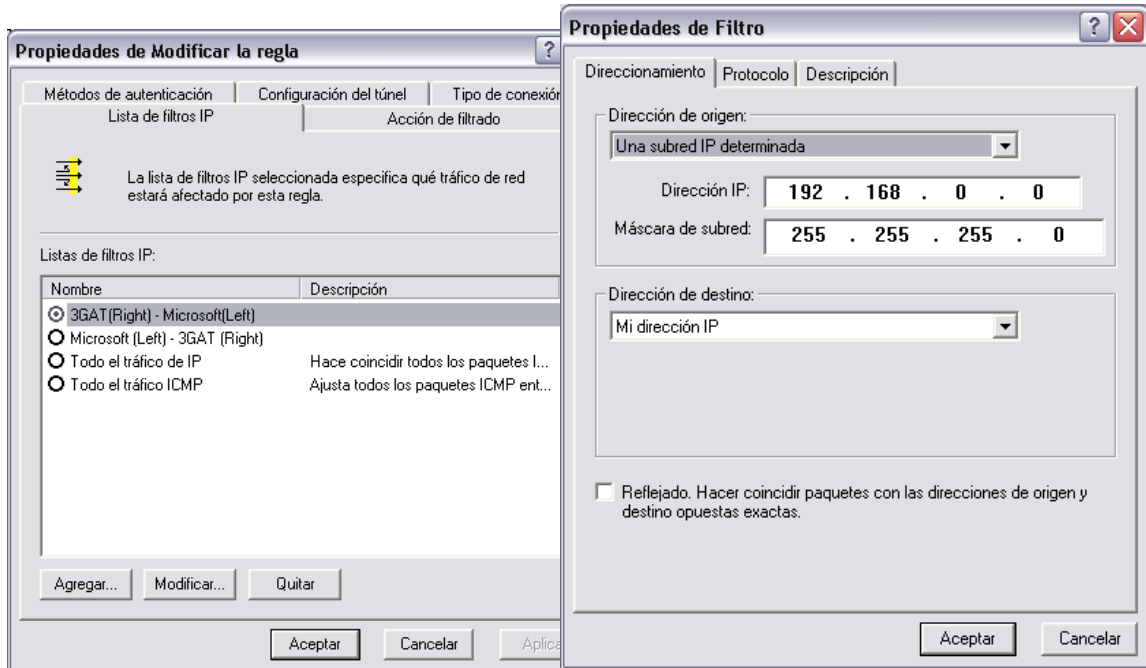 Propiedades de Modificar la regla
?
Métodos de autenticación
Configuración del túnel
Tipo de conexión
Lista de filtros IP
Acción de filtrado
La lista de filtros IP seleccionada especifica qué tráfico de red
estará afectado por esta regla.
Listas de filtros IP:
Nombre
Descripción
3GAT(Right) - Microsoft(Left)
Microsoft (Left) - 3GAT (Right)
Todo el tráfico de IP
Hace coincidir todos los paquetes I...
Todo el tráfico ICMP
Ajusta todos los paquetes ICMP ent...
Agregar...
Modificar...
Quitar
Aceptar
Cancelar
Aplica
Propiedades de Filtro
?
Direccionamiento
Protocolo
Descripción
Dirección de origen:
Una subred IP determinada
Dirección IP:
192 . 168 . 0 . 0
Máscara de subred:
255 . 255 . 255 . 0
Dirección de destino:
Mi dirección IP
Reflejado. Hacer coincidir paquetes con las direcciones de origen y
destino opuestas exactas.
Aceptar
Cancelar